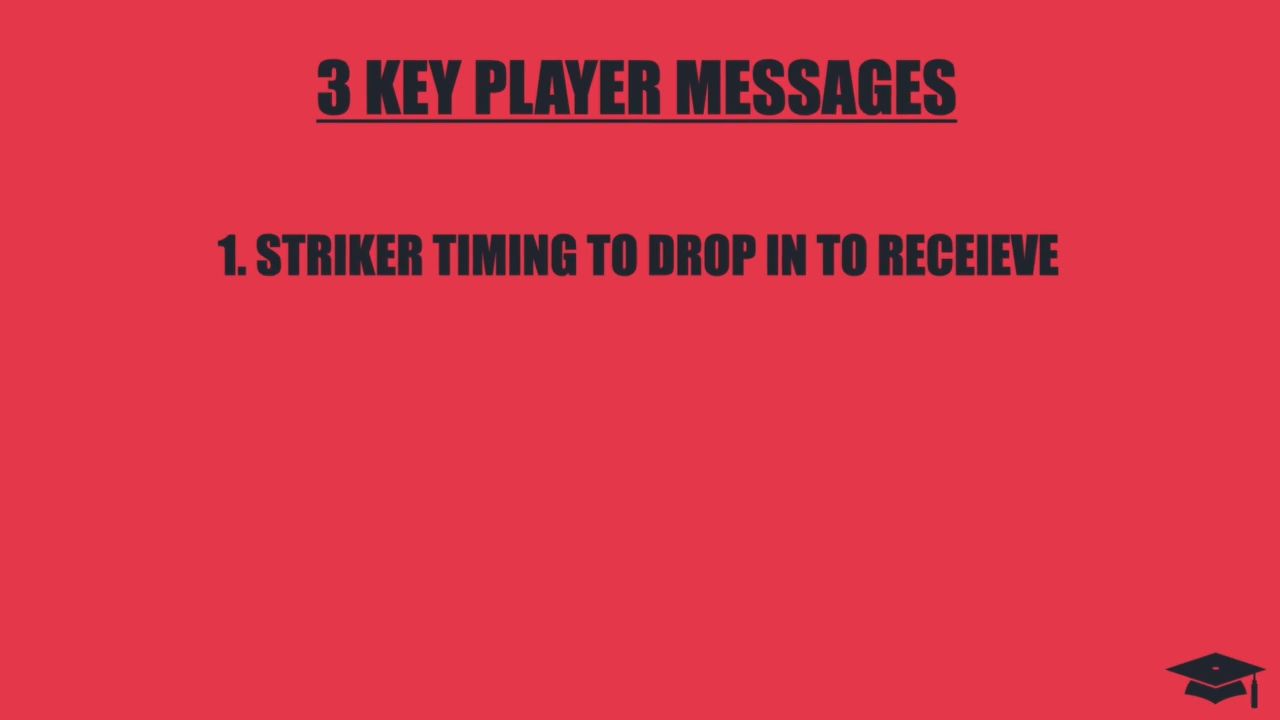 3 KEY PLAYER MESSAGES
1. STRIKER TIMING TO DROP IN TO RECEIEVE